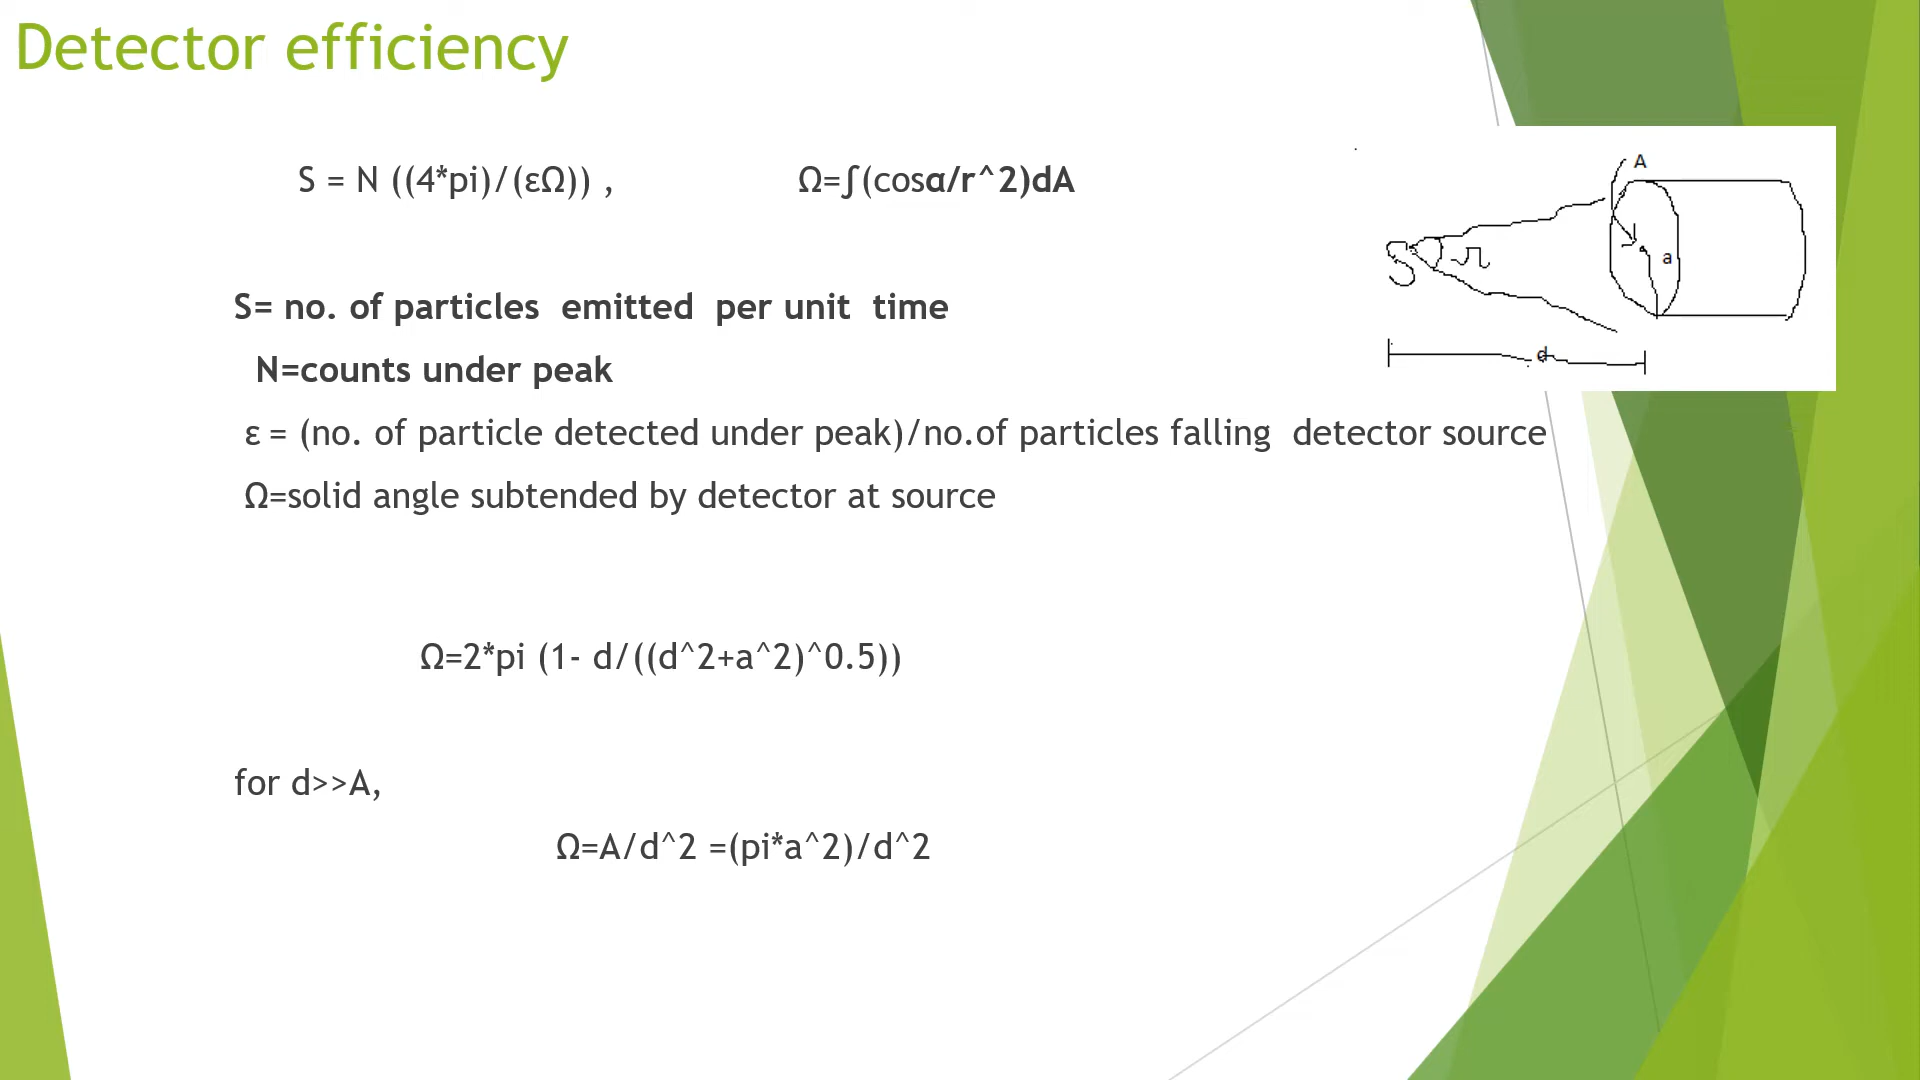 Detector efficiency
S = N ((4*pi)/(εΩ)) , Ω=∫(cosα/r^2)dA
A
S Ω a
d
S= no. of particles emitted per unit time
N=counts under peak
ε = (no. of particle detected under peak)/no.of particles falling detector source
Ω=solid angle subtended by detector at source
Ω=2*pi (1- d/((d^2+a^2)^0.5))
for d>>A,
Ω=A/d^2 =(pi*a^2)/d^2